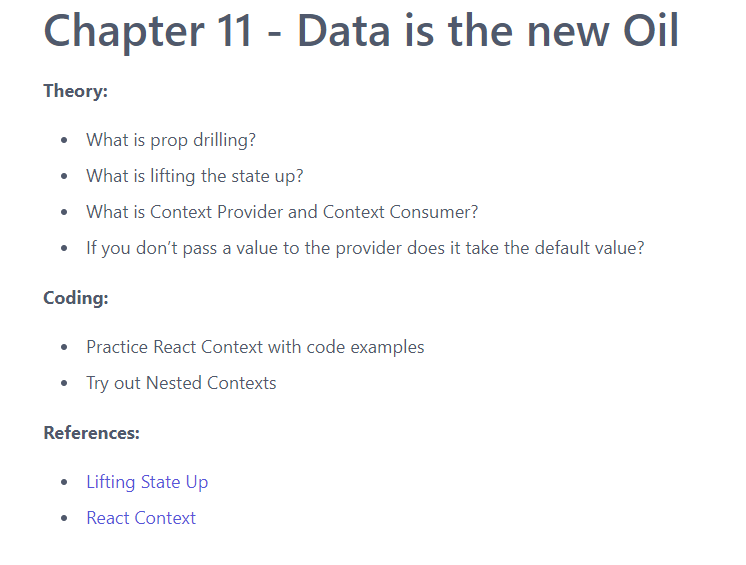 Chapter 11 - Data is the new Oil
Theory:
• What is prop drilling?
• What is lifting the state up?
• What is Context Provider and Context Consumer?
• If you don’t pass a value to the provider does it take the default value?
Coding:
• Practice React Context with code examples
• Try out Nested Contexts
References:
• Lifting State Up
• React Context